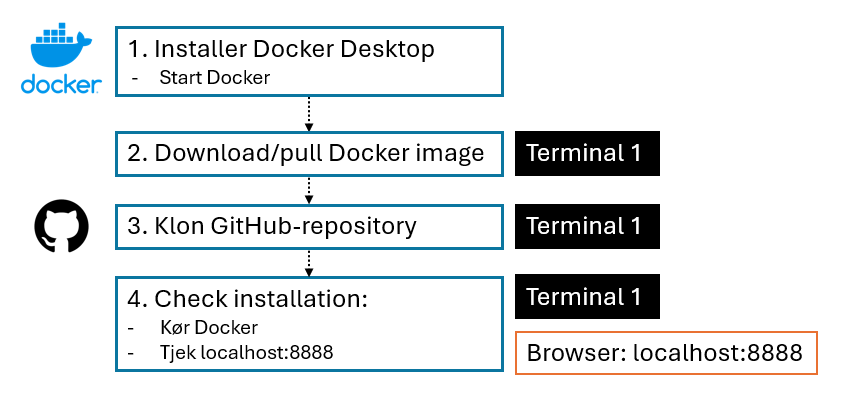 docker
1. Installer Docker Desktop
- Start Docker
2. Download/pull Docker image
Terminal 1
3. Klon GitHub-repository
Terminal 1
4. Check installation:
- Kør Docker
- Tjek localhost:8888
Terminal 1
Browser: localhost:8888